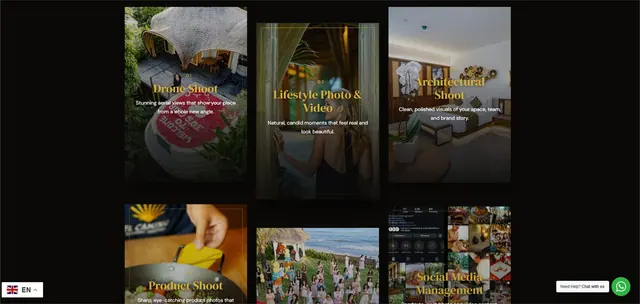 01
Drone Shoot
Stunning aerial views that show your place
from a whole new angle.
Lifestyle Photo &
Video
Natural, candid moments that feel real and
look beautiful.
Architectural
Shoot
Clean, polished visuals of your space, team,
and brand story.
Product Shoot
Sharp, eye-catching product photos that
Social Media
Management
EN
Need Help? Chat with us